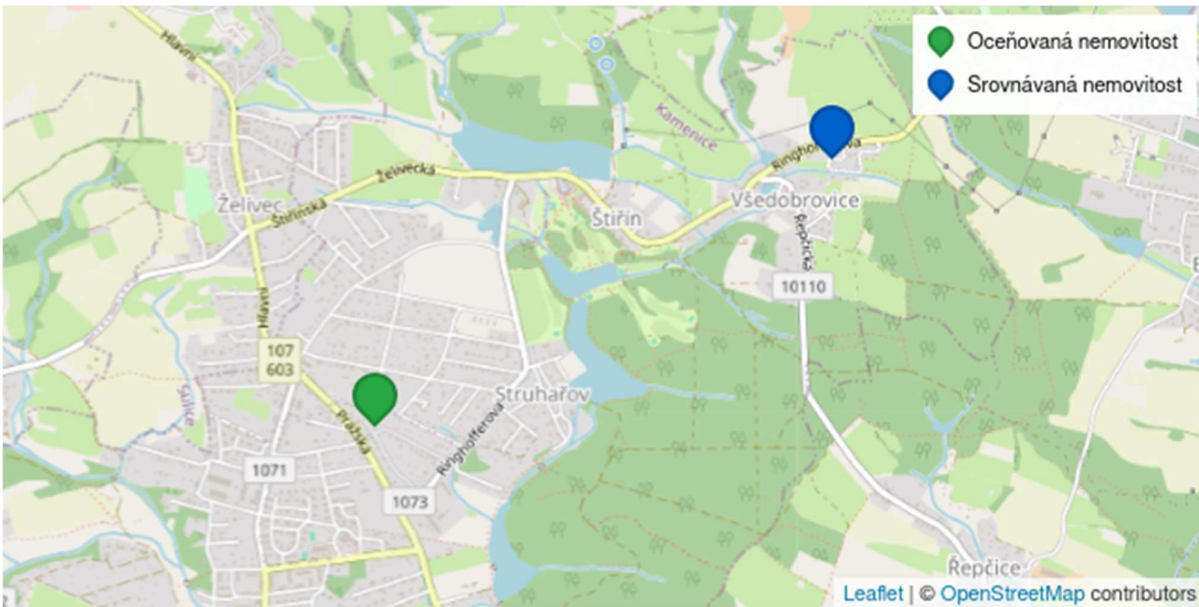 Oceňovaná nemovitost
Srovnávaná nemovitost
Hlavní
Kamenice
Ringhofferova
Želivecká
Želivec
Štiřínská
Štiřín
Všedobrovice
Řepčická
10110
Hlavní
107
603
Sulice
Pražská
Struhařov
Ringhofferova
1071
1073
Řepčice
Leaflet | © OpenStreetMap contributors